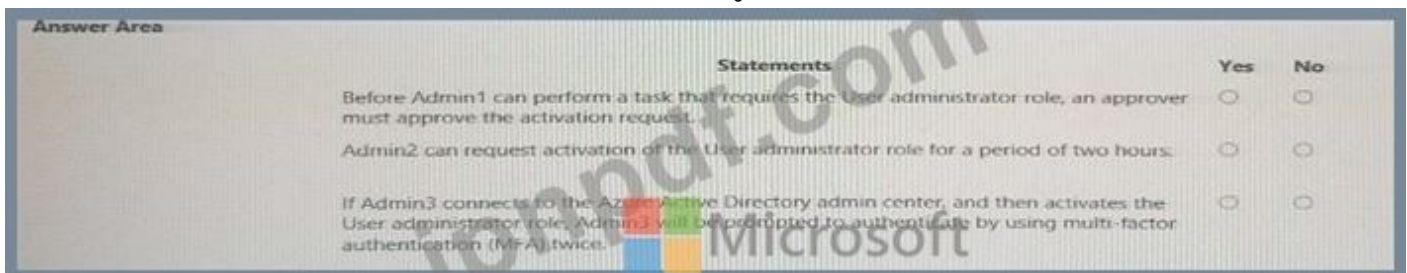 Answer Area
Statements Yes No
Before Admin1 can perform a task that requires the User administrator role, an approver
must approve the activation request.
Admin2 can request activation of the User administrator role for a period of two hours.
If Admin3 connects to the Azure Active Directory admin center, and then activates the
User administrator role, Admin3 will be prompted to authenticate by using multi-factor
authentication (MFA) twice.
Microsoft
jpnpdf.com